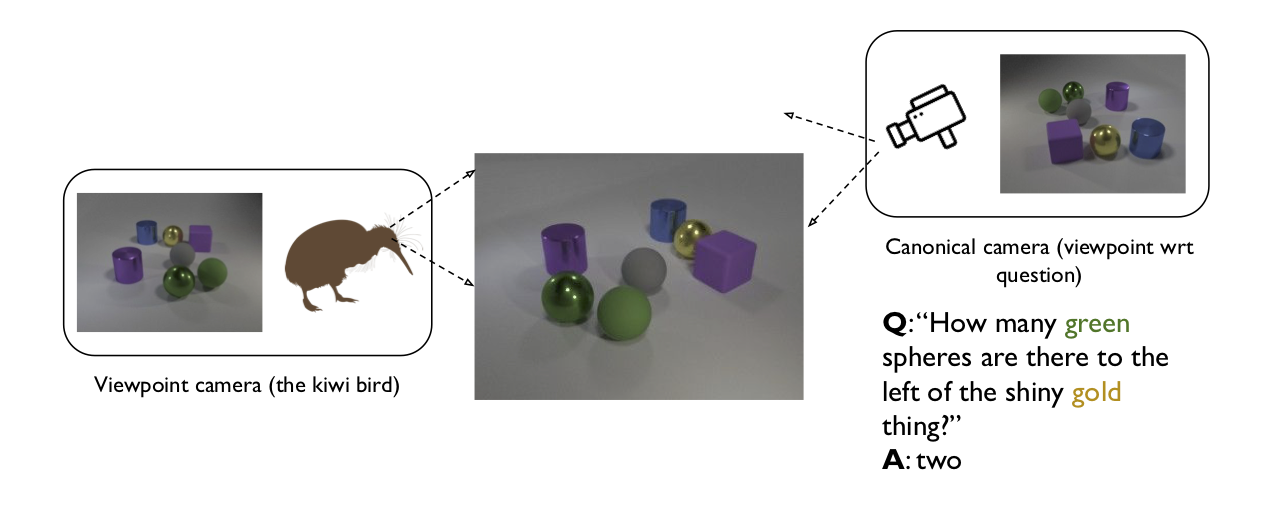 Viewpoint camera (the kiwi bird)
Canonical camera (viewpoint wrt
question)
Q:“How many green
spheres are there to the
left of the shiny gold
thing?”
A: two